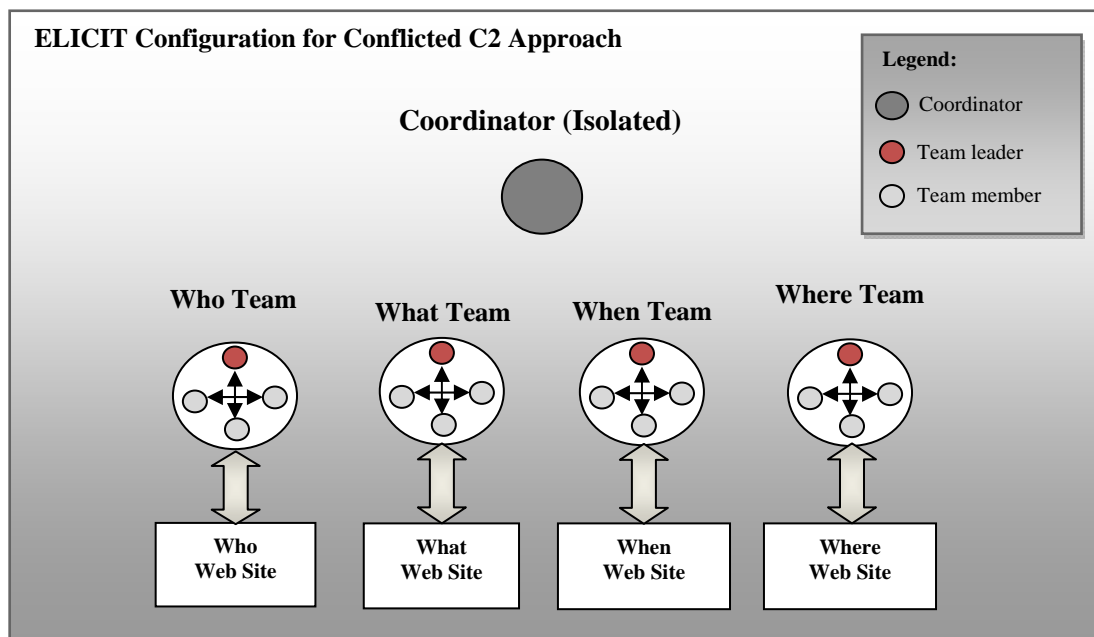 ELICIT Configuration for Conflicted C2 Approach
Legend:
Coordinator
Team leader
Team member
Coordinator (Isolated)
Who Team
What Team
When Team
Where Team
Who
Web Site
What
Web Site
When
Web Site
Where
Web Site